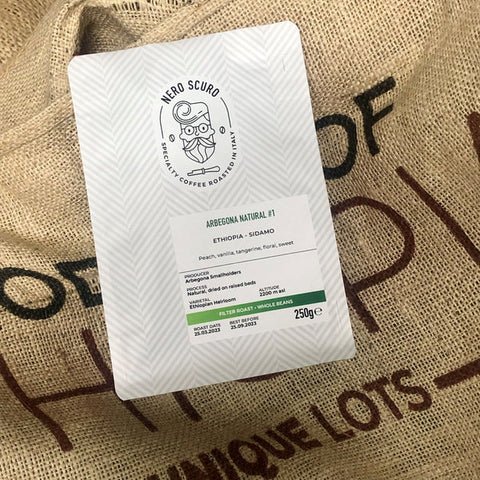 NERO SCURO
SPECIALTY COFFEE ROASTED IN ITALY
ARBEGONA NATURAL #1
ETHIOPIA - SIDAMO
Peach, vanilla, tangerine, floral, sweet
PRODUCER
Arbegona Smallholders
PROCESS
Natural, dried on raised beds
VARIETAL
Ethiopian Heirloom
ALTITUDE
2200 m asl
FILTER ROAST - WHOLE BEANS
ROAST DATE
25.03.2023
BEST BEFORE
25.09.2023
250g℮
OF
UNIQUE LOTS